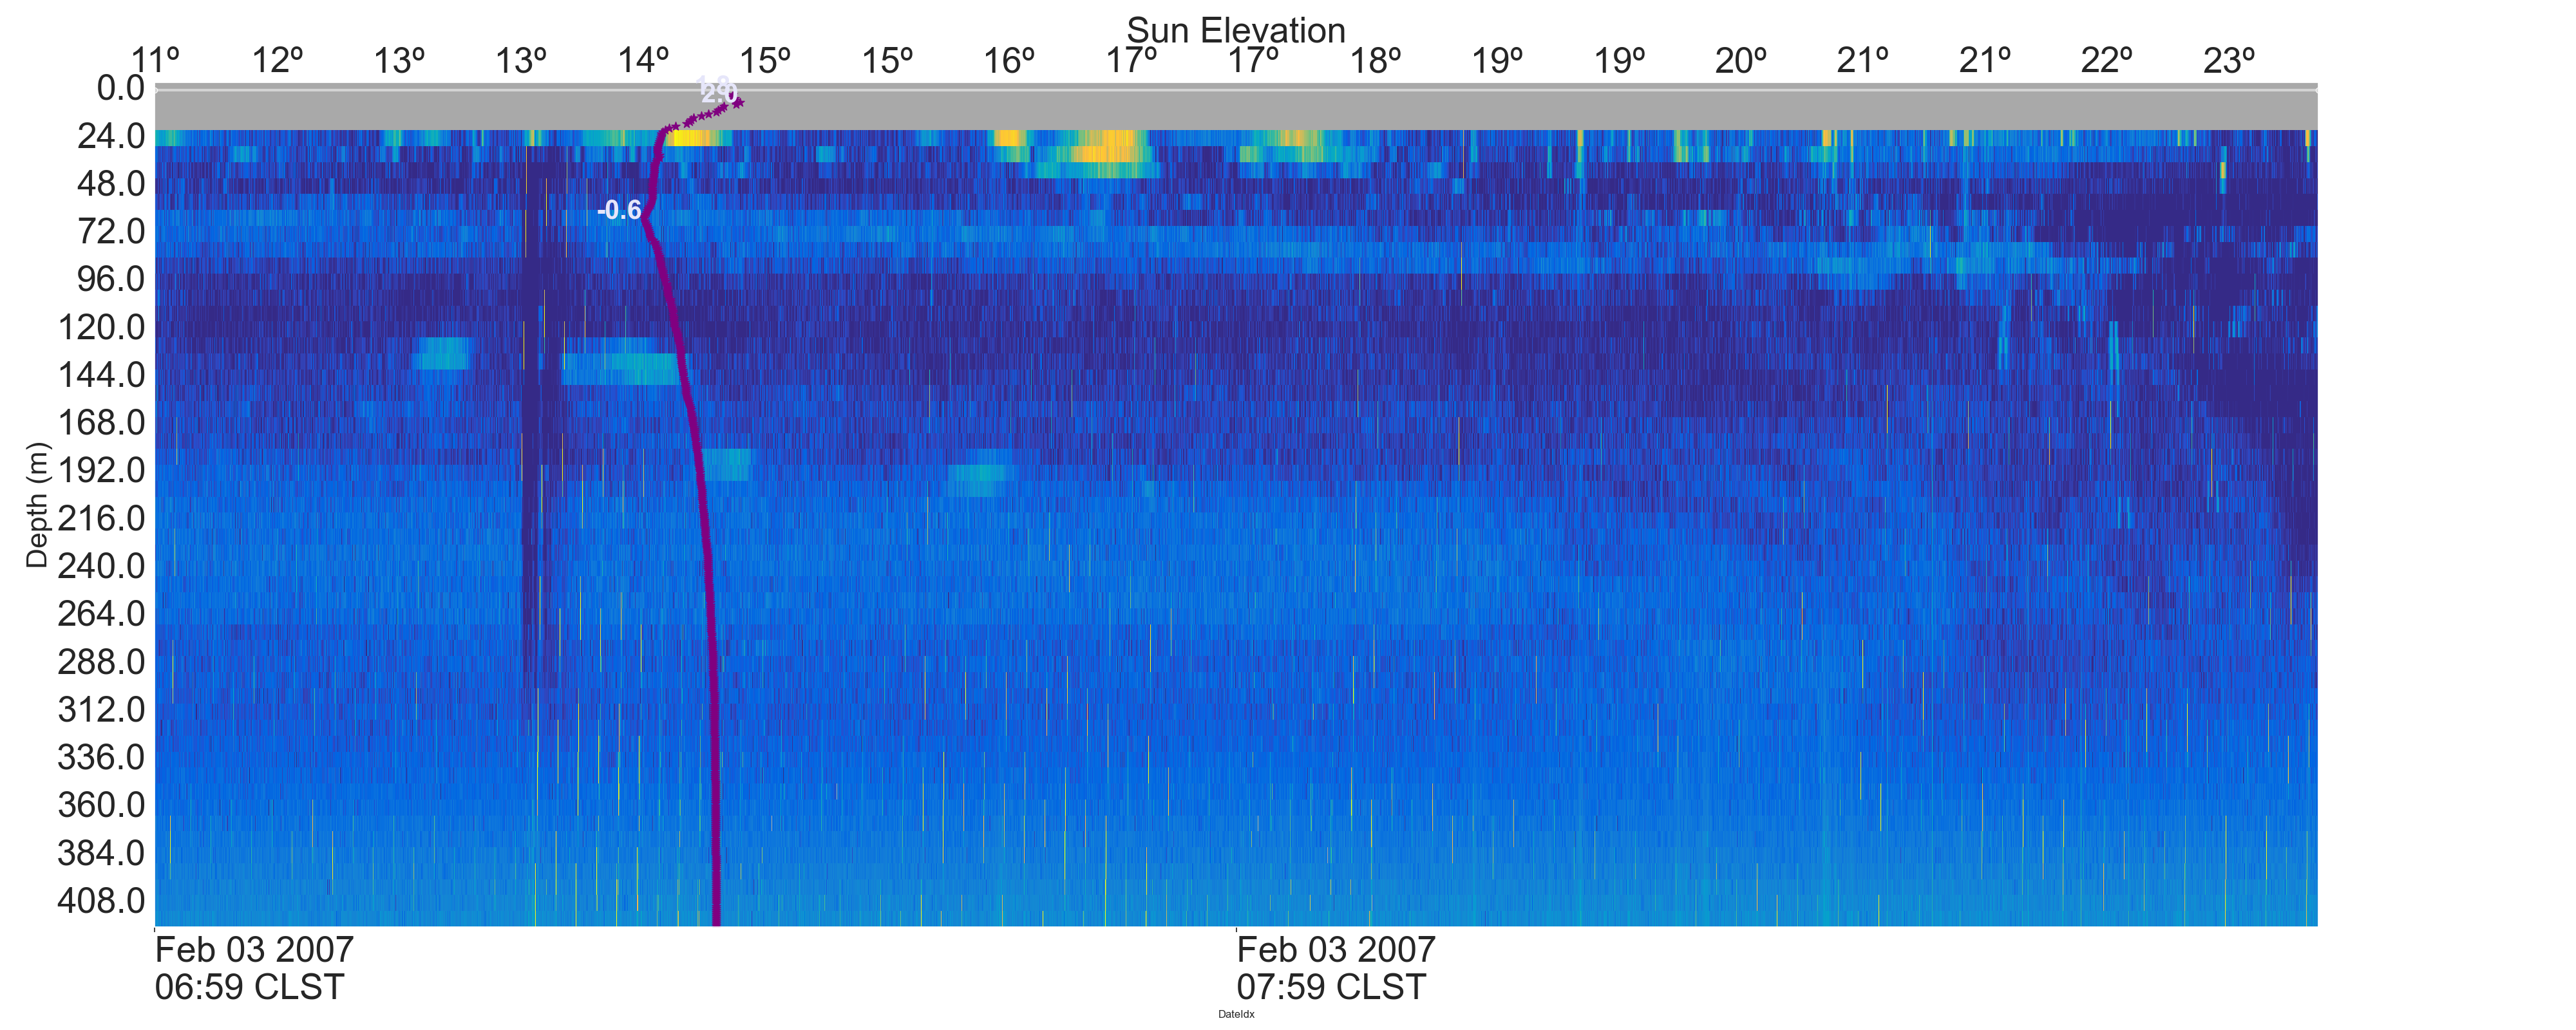 Sun Elevation
11º 12º 13º 13º 14º 15º 15º 16º 17º 17º 18º 19º 19º 20º 21º 21º 22º 23º
0.0
24.0
48.0
72.0
96.0
120.0
144.0
168.0
192.0
216.0
240.0
264.0
288.0
312.0
336.0
360.0
384.0
408.0
Depth (m)
2.0
-0.6
Feb 03 2007
06:59 CLST
Feb 03 2007
07:59 CLST
DateIdx